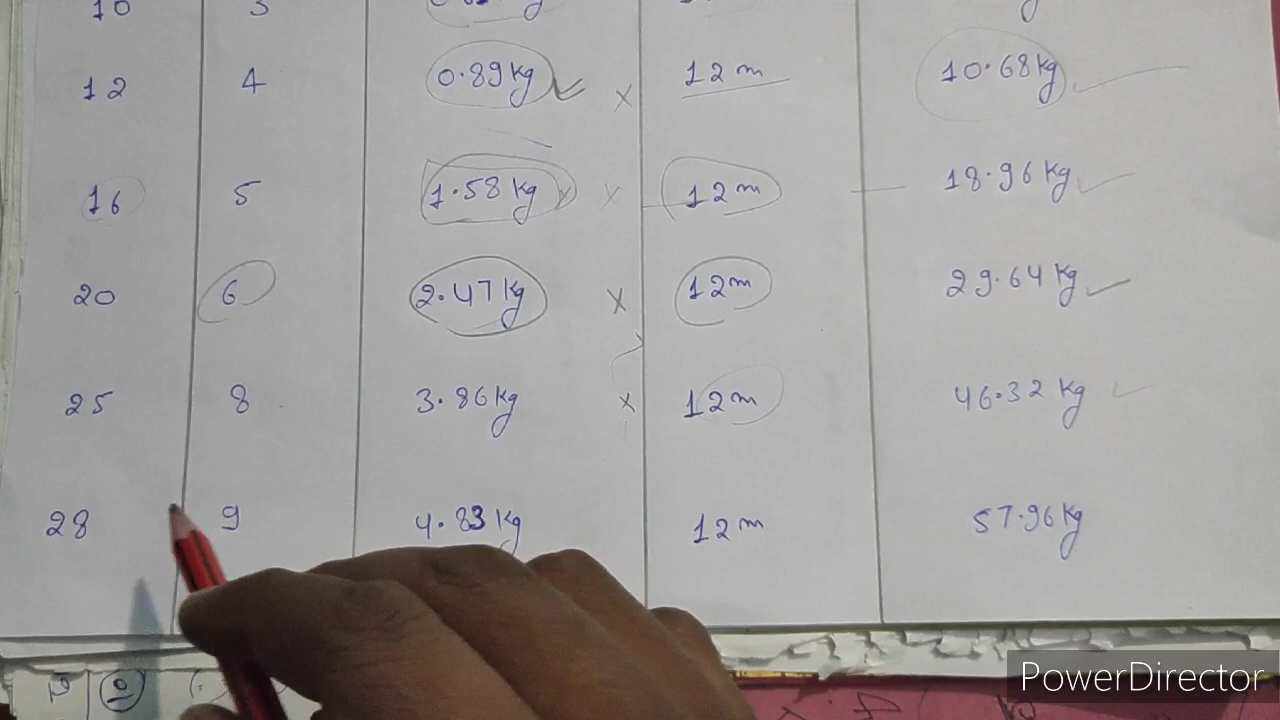 10 3
12 4 0.89 kg × 12 m 10.68 kg
16 5 1.58 kg × 12 m 18.96 kg
20 6 2.47 kg × 12 m 29.64 kg
25 8 3.86 kg × 12 m 46.32 kg
28 9 4.83 kg 12 m 57.96 kg
PowerDirector